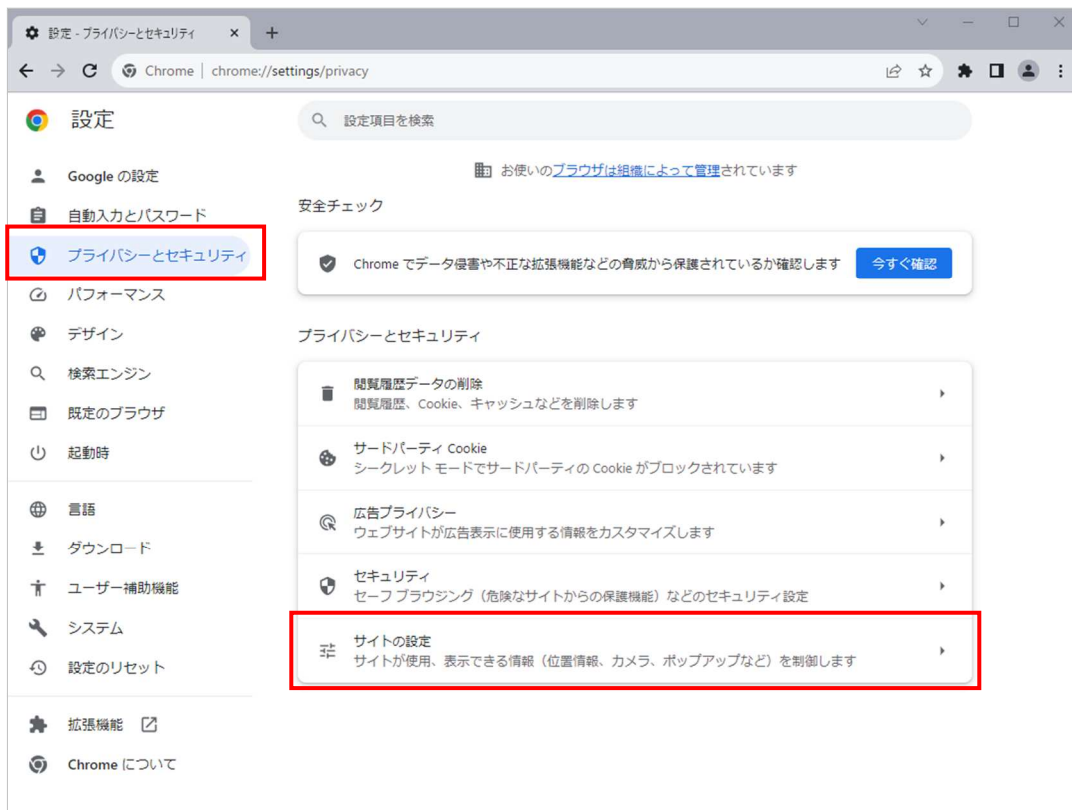 設定 - プライバシーとセキュリティ
Chrome | chrome://settings/privacy
設定
設定項目を検索
Google の設定
自動入力とパスワード
プライバシーとセキュリティ
パフォーマンス
デザイン
検索エンジン
既定のブラウザ
起動時
言語
ダウンロード
ユーザー補助機能
システム
設定のリセット
拡張機能
Chrome について
お使いのブラウザは組織によって管理されています
安全チェック
Chrome でデータ侵害や不正な拡張機能などの脅威から保護されているか確認します
今すぐ確認
プライバシーとセキュリティ
閲覧履歴データの削除
閲覧履歴、Cookie、キャッシュなどを削除します
サードパーティ Cookie
シークレット モードでサードパーティの Cookie がブロックされています
広告プライバシー
ウェブサイトが広告表示に使用する情報をカスタマイズします
セキュリティ
セーフ ブラウジング（危険なサイトからの保護機能）などのセキュリティ設定
サイトの設定
サイトが使用、表示できる情報（位置情報、カメラ、ポップアップなど）を制御します